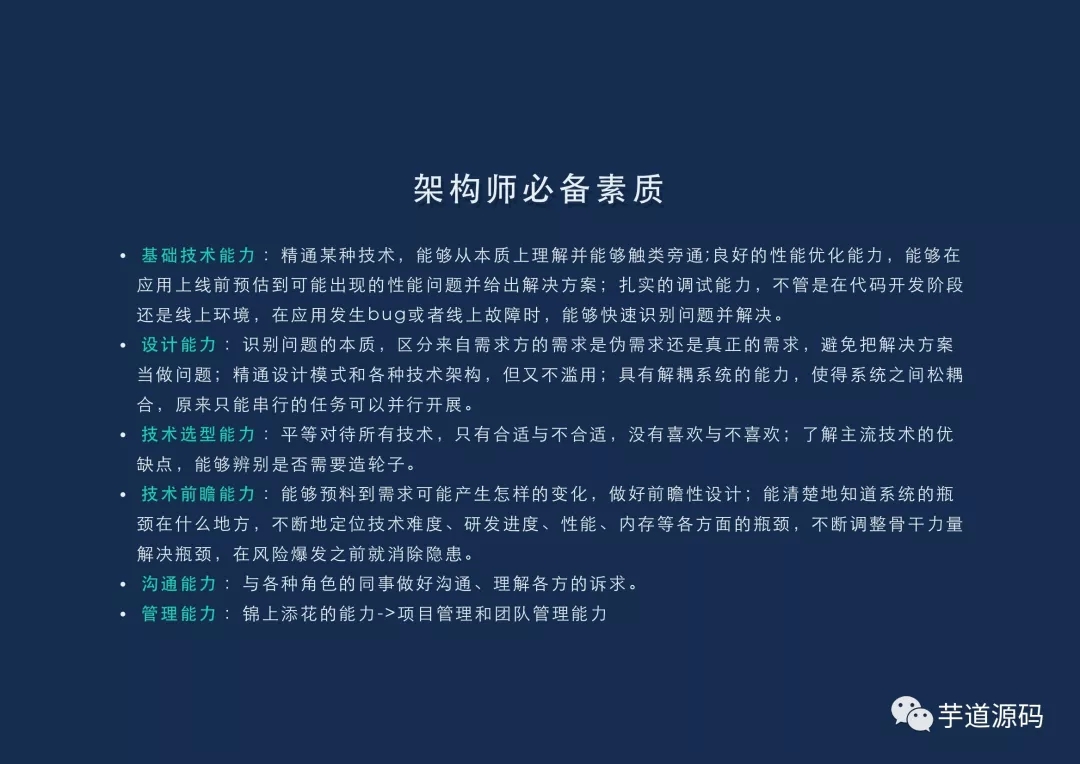 架构师必备素质
• 基础技术能力：精通某种技术，能够从本质上理解并能够触类旁通;良好的性能优化能力，能够在
应用上线前预估到可能出现的性能问题并给出解决方案；扎实的调试能力，不管是在代码开发阶段
还是线上环境，在应用发生bug或者线上故障时，能够快速识别问题并解决。
• 设计能力：识别问题的本质，区分来自需求方的需求是伪需求还是真正的需求，避免把解决方案
当做问题；精通设计模式和各种技术架构，但又不滥用；具有解耦系统的能力，使得系统之间松耦
合，原来只能串行的任务可以并行开展。
• 技术选型能力：平等对待所有技术，只有合适与不合适，没有喜欢与不喜欢；了解主流技术的优
缺点，能够辨别是否需要造轮子。
• 技术前瞻能力：能够预料到需求可能产生怎样的变化，做好前瞻性设计；能清楚地知道系统的瓶
颈在什么地方，不断地定位技术难度、研发进度、性能、内存等各方面的瓶颈，不断调整骨干力量
解决瓶颈，在风险爆发之前就消除隐患。
• 沟通能力：与各种角色的同事做好沟通、理解各方的诉求。
• 管理能力：锦上添花的能力->项目管理和团队管理能力
芋道源码